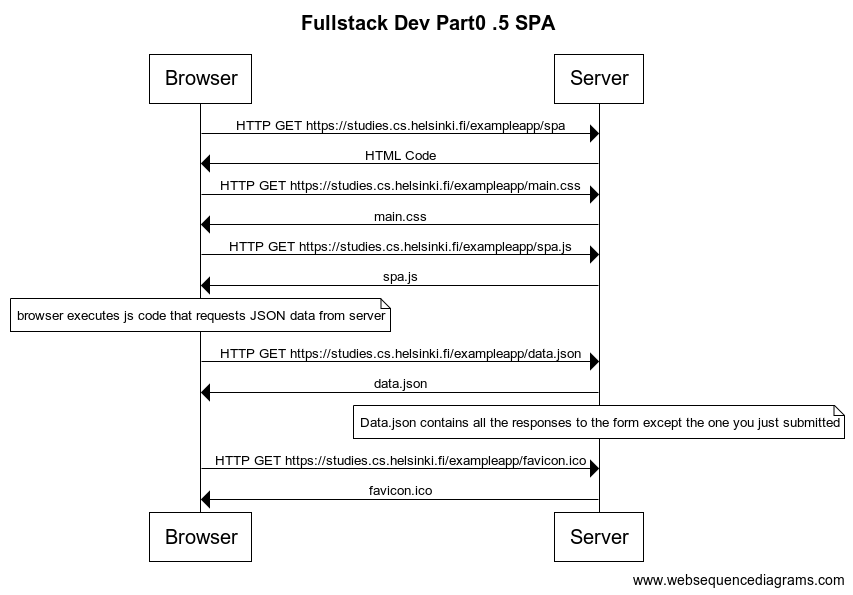 Fullstack Dev Part0 .5 SPA
Browser
Server
HTTP GET https://studies.cs.helsinki.fi/exampleapp/spa
HTML Code
HTTP GET https://studies.cs.helsinki.fi/exampleapp/main.css
main.css
HTTP GET https://studies.cs.helsinki.fi/exampleapp/spa.js
spa.js
browser executes js code that requests JSON data from server
HTTP GET https://studies.cs.helsinki.fi/exampleapp/data.json
data.json
Data.json contains all the responses to the form except the one you just submitted
HTTP GET https://studies.cs.helsinki.fi/exampleapp/favicon.ico
favicon.ico
Browser
Server
www.websequencediagrams.com